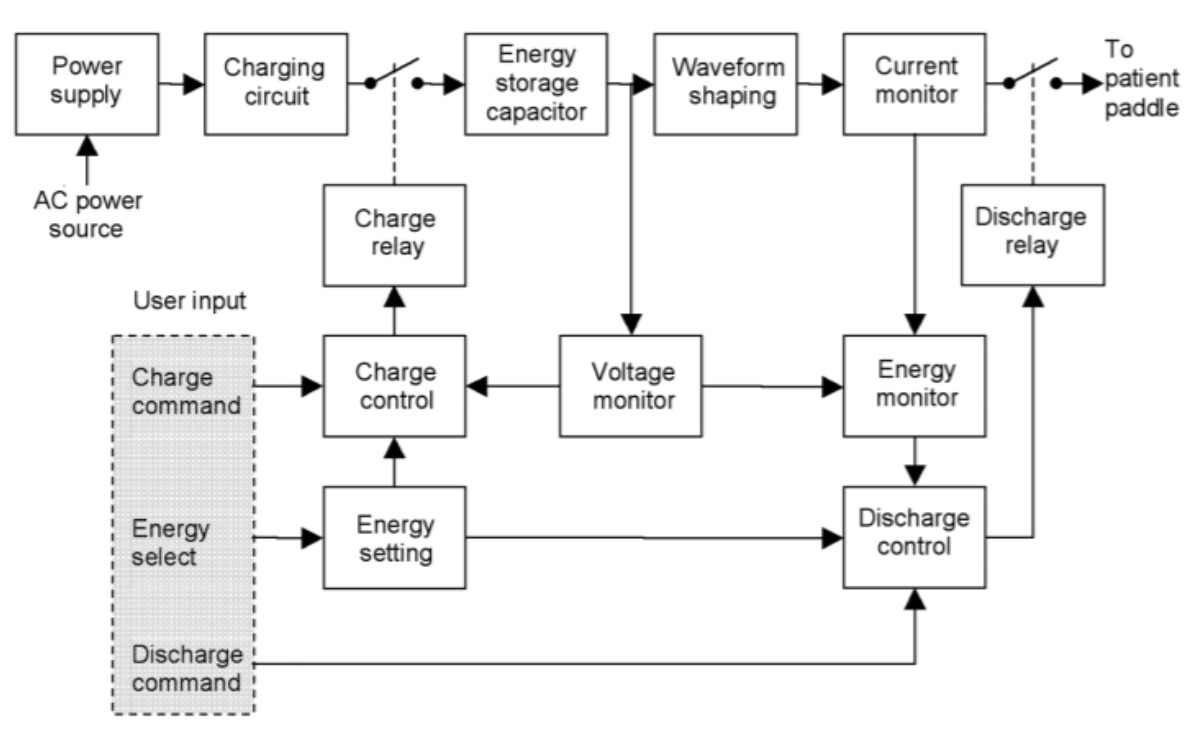 Power
supply
Charging
circuit
Energy
storage
capacitor
Waveform
shaping
Current
monitor
To
patient
paddle
AC power
source
Charge
relay
Discharge
relay
User input
Charge
command
Charge
control
Voltage
monitor
Energy
monitor
Energy
select
Energy
setting
Discharge
control
Discharge
command